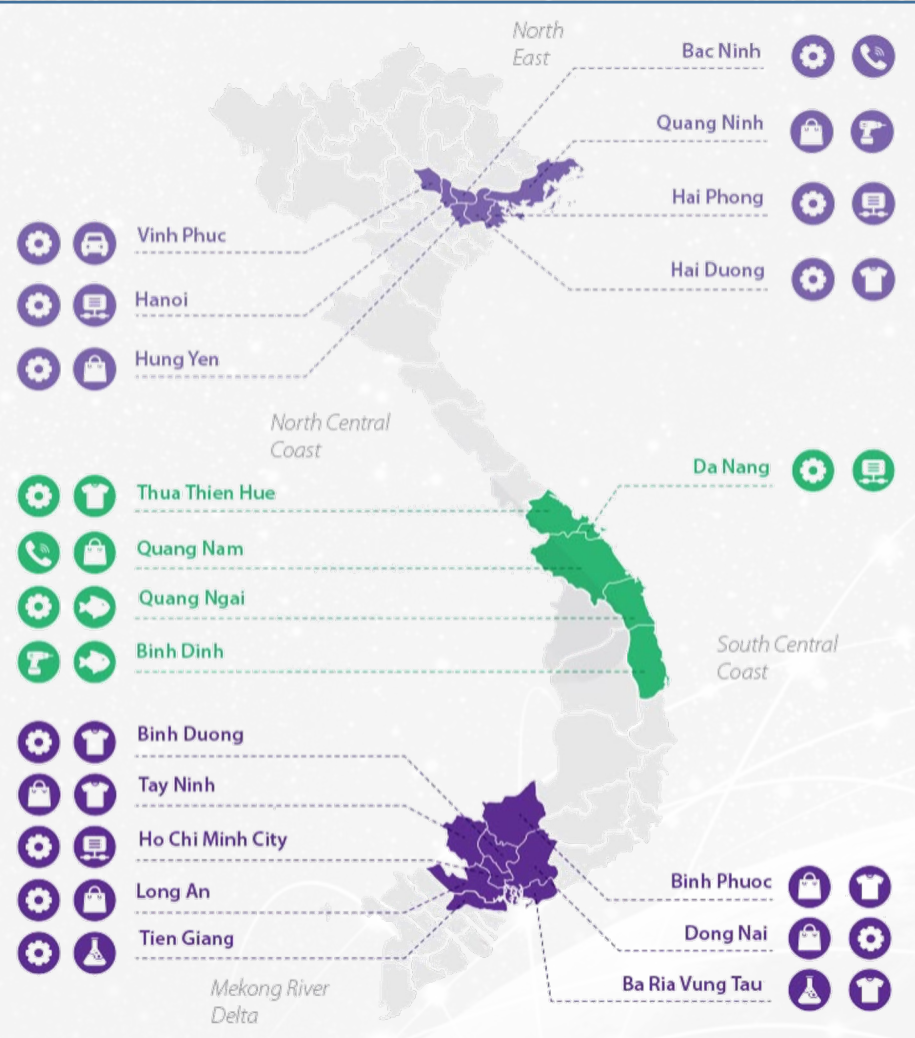 North
East
Bac Ninh
Quang Ninh
Hai Phong
Hai Duong
Vinh Phuc
Hanoi
Hung Yen
North Central
Coast
Da Nang
Thua Thien Hue
Quang Nam
Quang Ngai
Binh Dinh
South Central
Coast
Binh Duong
Tay Ninh
Ho Chi Minh City
Long An
Tien Giang
Binh Phuoc
Dong Nai
Ba Ria Vung Tau
Mekong River
Delta